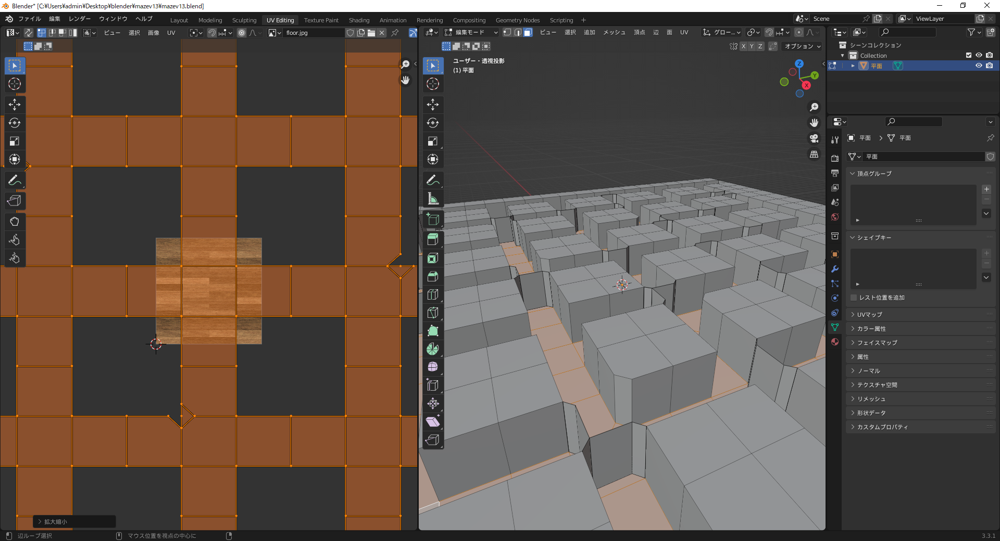 Blender* [C:¥Users¥admin¥Desktop¥blender¥mazev13¥mazev13.blend]
ファイル 編集 レンダー ウィンドウ ヘルプ Layout Modeling Sculpting UV Editing Texture Paint Shading Animation Rendering Compositing Geometry Nodes Scripting + Scene ViewLayer
ビュー 選択 画像 UV floor.jpg
編集モード ビュー 選択 追加 メッシュ 頂点 辺 面 UV グロー...
X Y Z オプション
ユーザー・透視投影
(1) 平面
Z
Y
X
シーンコレクション
Collection
平面
平面 > 平面
平面
頂点グループ
シェイプキー
レスト位置を追加
UVマップ
カラー属性
フェイスマップ
属性
ノーマル
テクスチャ空間
リメッシュ
形状データ
カスタムプロパティ
拡大縮小
辺ループ選択 マウス位置を視点の中心に 3.3.1